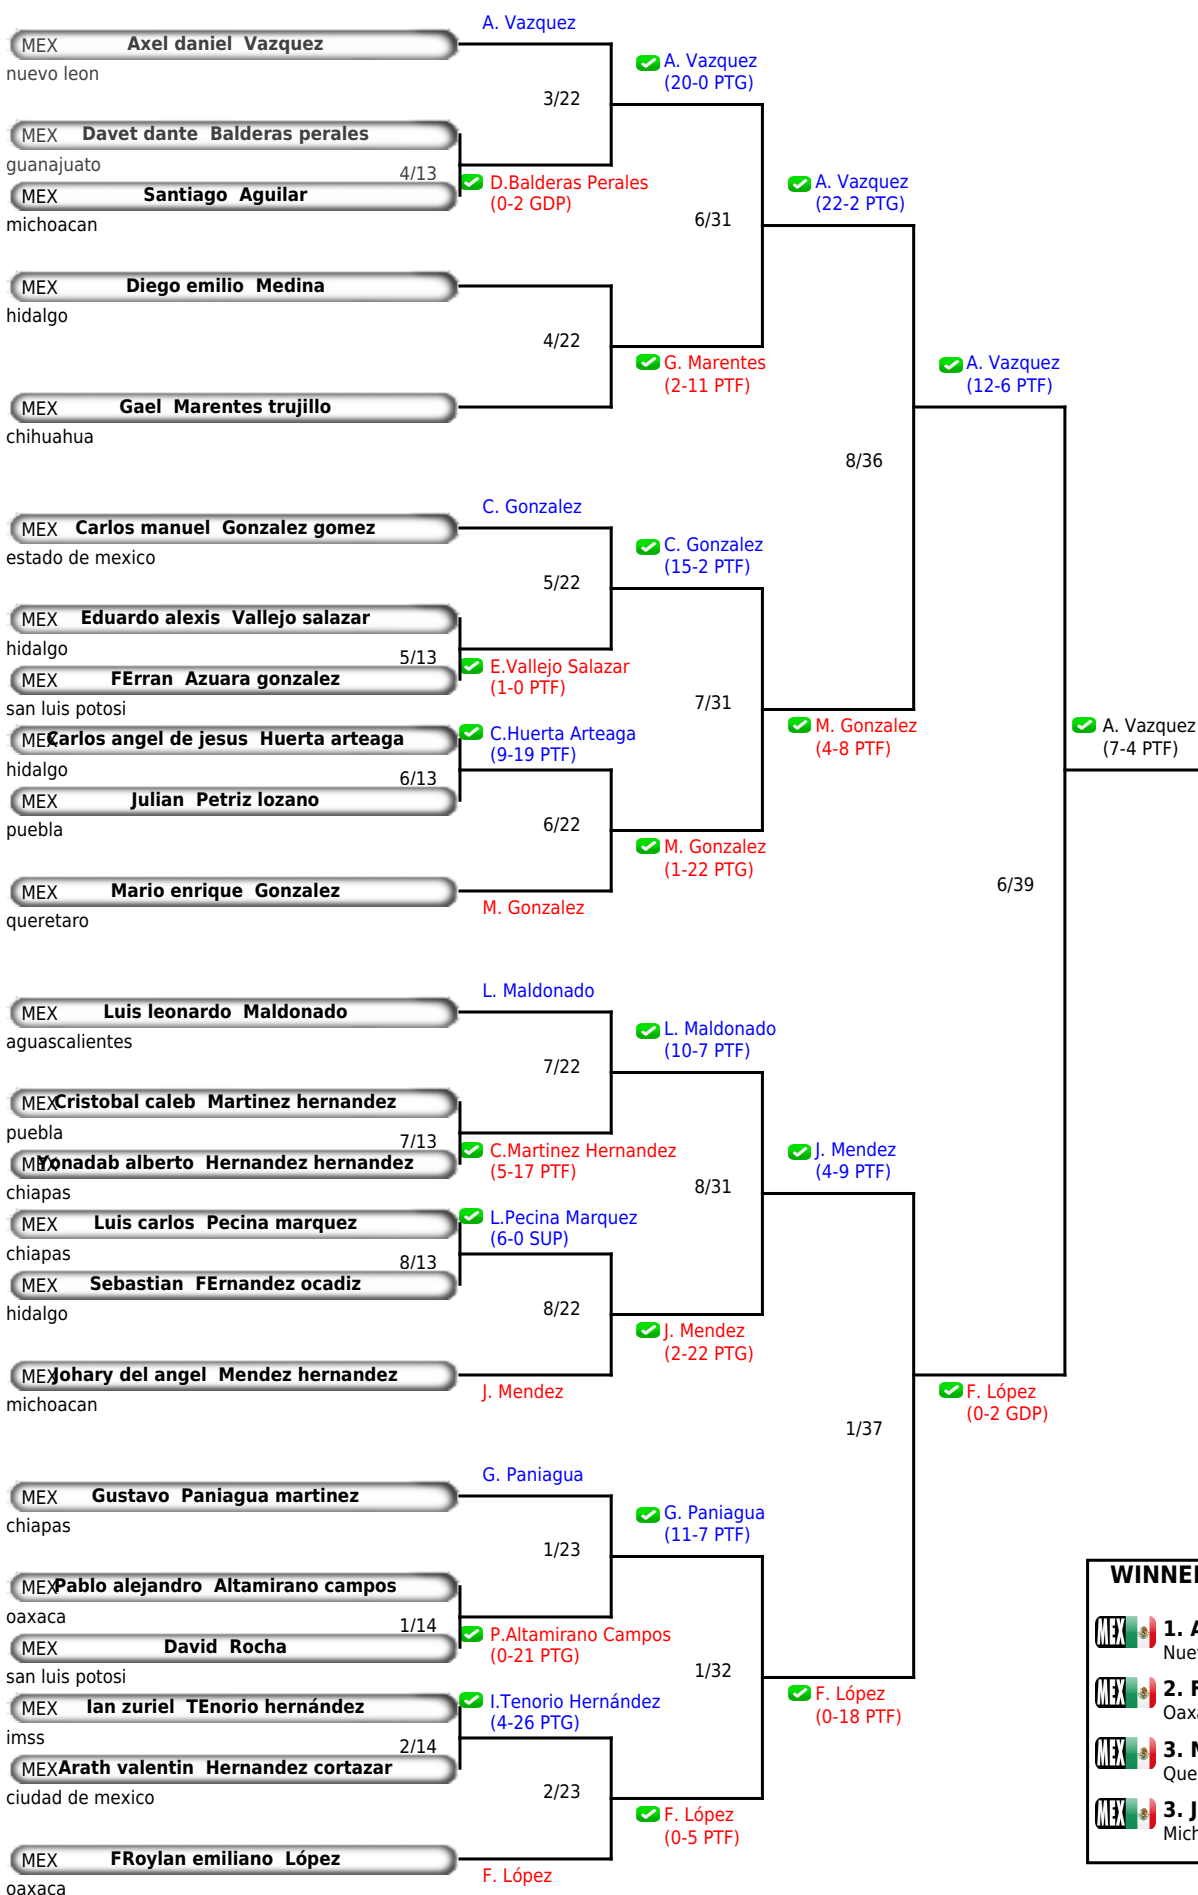 A. Vazquez
MEX Axel daniel Vazquez
nuevo leon
A. Vazquez
(20-0 PTG)
3/22
MEX Davet dante Balderas perales
guanajuato
4/13
MEX Santiago Aguilar
michoacan
D.Balderas Perales
(0-2 GDP)
A. Vazquez
(22-2 PTG)
6/31
MEX Diego emilio Medina
hidalgo
4/22
G. Marentes
(2-11 PTF)
A. Vazquez
(12-6 PTF)
MEX Gael Marentes trujillo
chihuahua
8/36
C. Gonzalez
MEX Carlos manuel Gonzalez gomez
estado de mexico
C. Gonzalez
(15-2 PTF)
5/22
MEX Eduardo alexis Vallejo salazar
hidalgo
5/13
MEX FErran Azuara gonzalez
san luis potosi
E.Vallejo Salazar
(1-0 PTF)
7/31
MEX Carlos angel de jesus Huerta arteaga
hidalgo
C.Huerta Arteaga
(9-19 PTF)
M. Gonzalez
(4-8 PTF)
A. Vazquez
(7-4 PTF)
6/13
MEX Julian Petriz lozano
puebla
6/22
M. Gonzalez
(1-22 PTG)
MEX Mario enrique Gonzalez
queretaro
M. Gonzalez
6/39
L. Maldonado
MEX Luis leonardo Maldonado
aguascalientes
L. Maldonado
(10-7 PTF)
7/22
MEX Cristobal caleb Martinez hernandez
puebla
7/13
MEX Yonadab alberto Hernandez hernandez
chiapas
C.Martinez Hernandez
(5-17 PTF)
J. Mendez
(4-9 PTF)
8/31
MEX Luis carlos Pecina marquez
chiapas
L.Pecina Marquez
(6-0 SUP)
8/13
MEX Sebastian FErnandez ocadiz
hidalgo
8/22
J. Mendez
(2-22 PTG)
MEX Johary del angel Mendez hernandez
michoacan
J. Mendez
F. López
(0-2 GDP)
1/37
G. Paniagua
MEX Gustavo Paniagua martinez
chiapas
G. Paniagua
(11-7 PTF)
1/23
MEX Pablo alejandro Altamirano campos
oaxaca
1/14
MEX David Rocha
san luis potosi
P.Altamirano Campos
(0-21 PTG)
1/32
MEX Ian zuriel TEnorio hernández
imss
I.Tenorio Hernández
(4-26 PTG)
F. López
(0-18 PTF)
2/14
MEX Arath valentin Hernandez cortazar
ciudad de mexico
2/23
F. López
(0-5 PTF)
MEX FRoylan emiliano López
oaxaca
F. López
WINNE
MEX 1. A
Nue
MEX 2. F
Oax
MEX 3.
Que
MEX 3. J
Mich